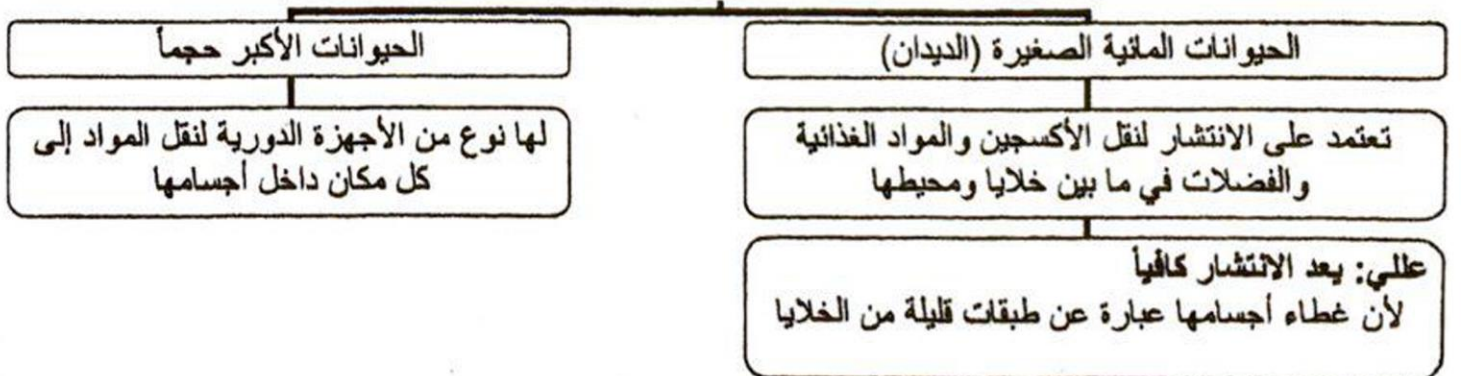 الحيوانات المائية الصغيرة (الديدان)
تعتمد على الانتشار لنقل الأكسجين والمواد الغذائية
والفضلات في ما بين خلايا ومحيطها
عللي: يعد الانتشار كافياً
لأن غطاء أجسامها عبارة عن طبقات قليلة من الخلايا
الحيوانات الأكبر حجماً
لها نوع من الأجهزة الدورية لنقل المواد إلى
كل مكان داخل أجسامها